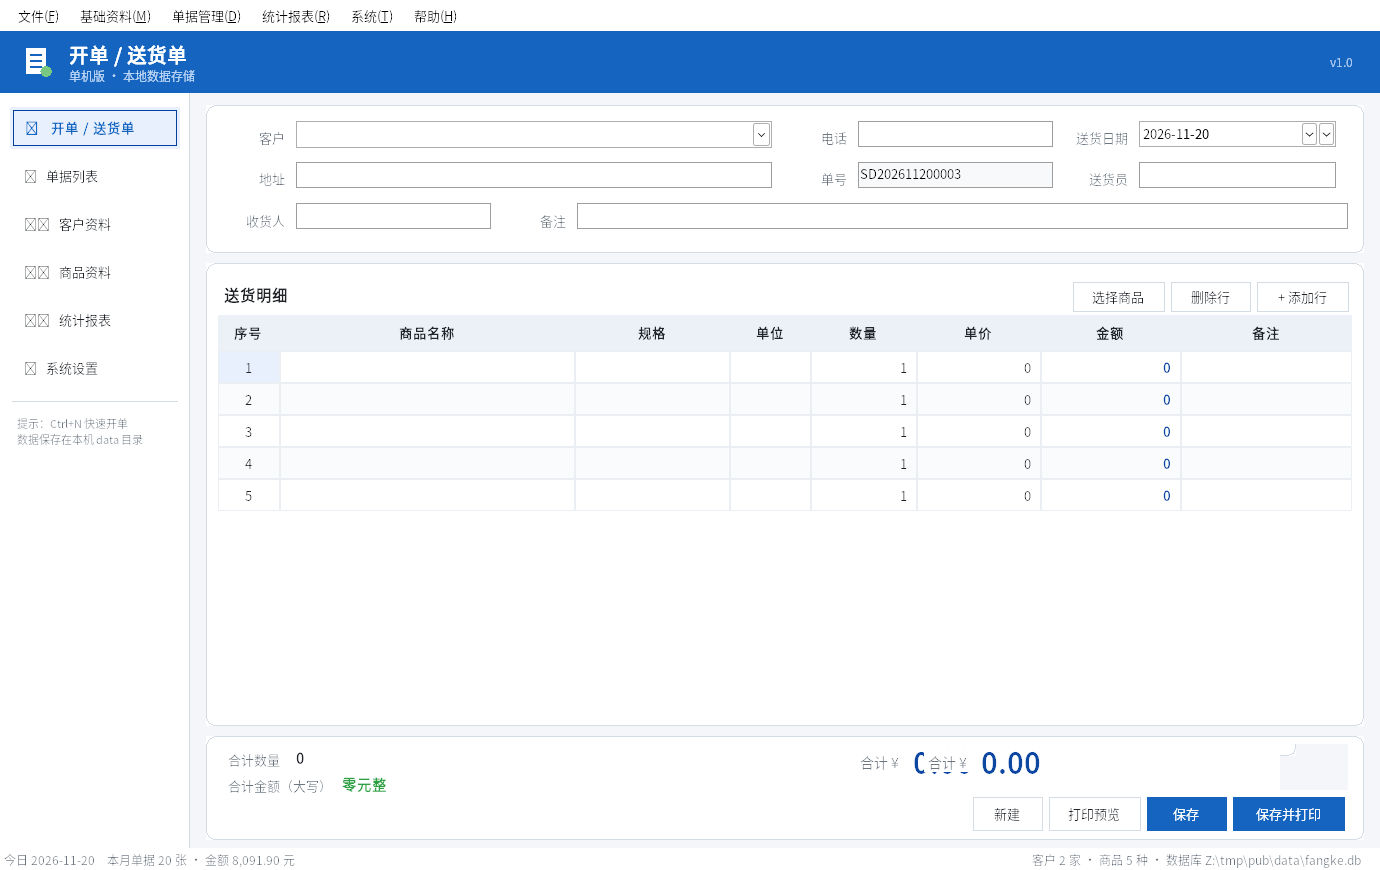 文件(F) 基础资料(M) 单据管理(D) 统计报表(R) 系统(T) 帮助(H)
开单 / 送货单
单机版 · 本地数据存储
v1.0
开单 / 送货单
单据列表
客户资料
商品资料
统计报表
系统设置
提示: Ctrl+N 快速开单
数据保存在本机 data 目录
客户 电话 送货日期 2026-11-20
地址 单号 SD202611200003 送货员
收货人 备注
送货明细 选择商品 删除行 + 添加行
序号 商品名称 规格 单位 数量 单价 金额 备注
1 1 0 0
2 1 0 0
3 1 0 0
4 1 0 0
5 1 0 0
合计数量 0 合计 ¥ 合计 ¥ 0.00
合计金额（大写） 零元整
新建 打印预览 保存 保存并打印
今日 2026-11-20 本月单据 20 张 · 金额 8,091.90 元 客户 2 家 · 商品 5 种 · 数据库 Z:\tmp\pub\data\fangke.db